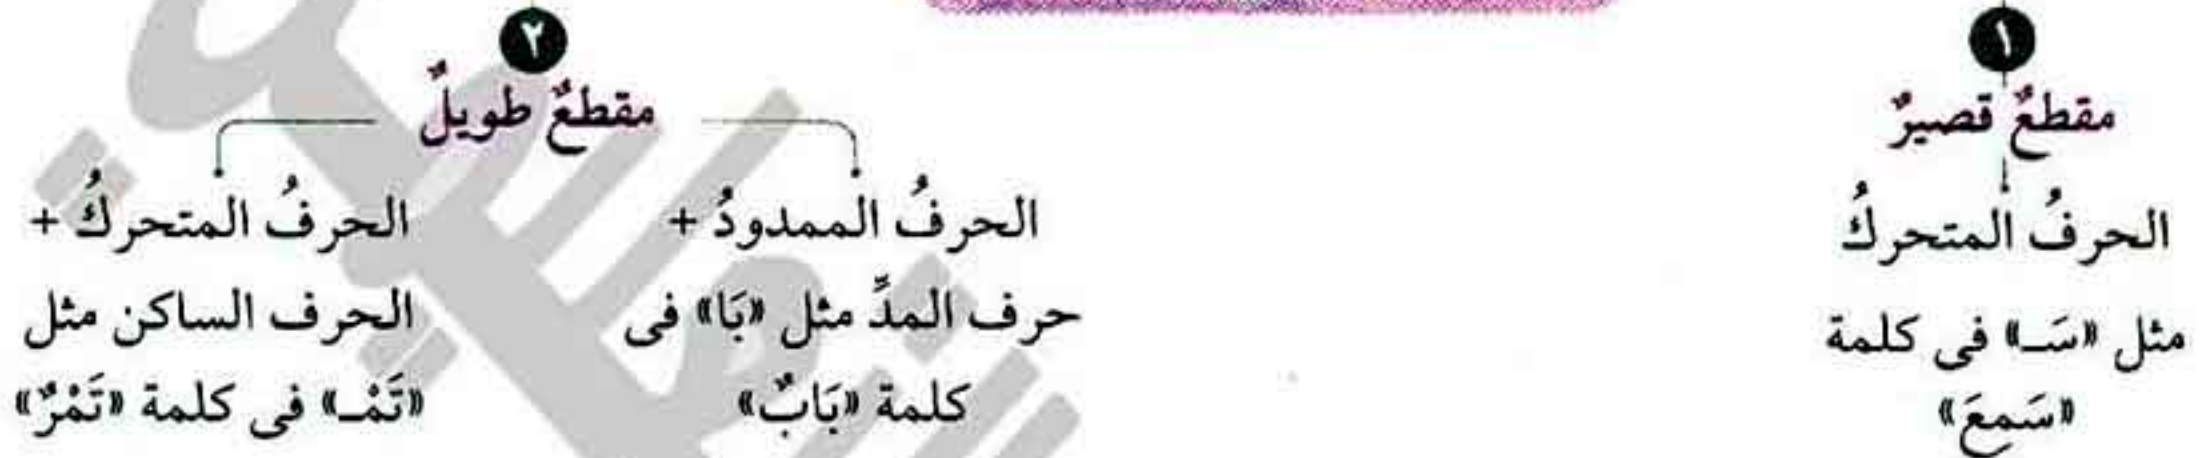 ١
مقطعٌ قصيرٌ
الحرفُ المتحركُ
مثل «سَـ» فى كلمة
«سَمِعَ»
٢
مقطعٌ طويلٌ
الحرفُ الممدودُ +
حرف المدِّ مثل «بَا» فى
كلمة «بَابٌ»
الحرفُ المتحركُ +
الحرف الساكن مثل
«تَمْـ» فى كلمة «تَمْرٌ»